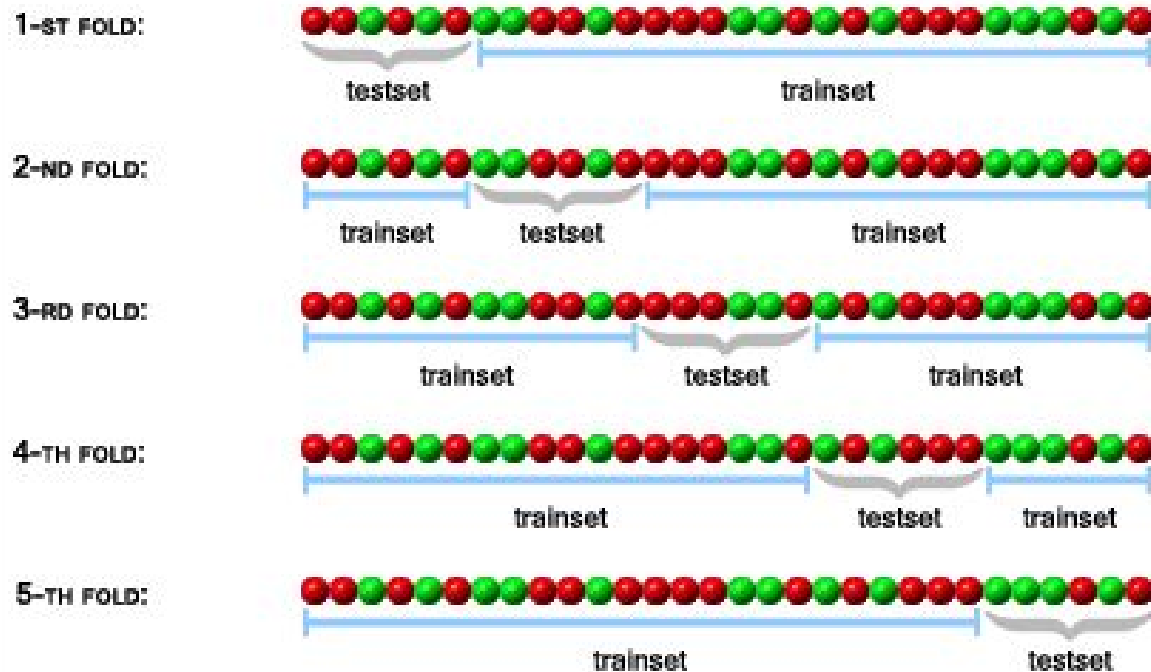 1-ST FOLD:
testset trainset
2-ND FOLD:
trainset testset trainset
3-RD FOLD:
trainset testset trainset
4-TH FOLD:
trainset testset trainset
5-TH FOLD:
trainset testset